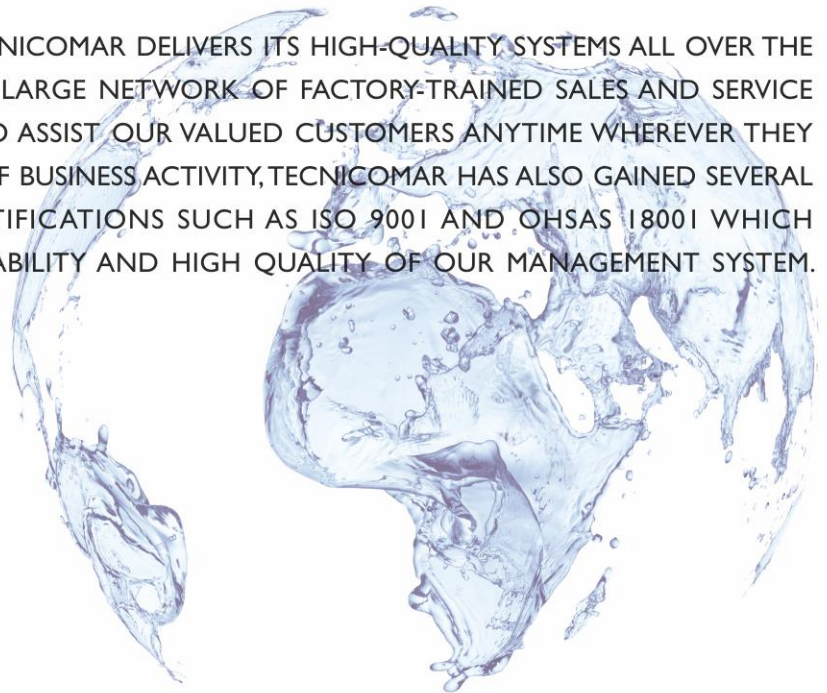 NICOMAR DELIVERS ITS HIGH-QUALITY SYSTEMS ALL OVER THE
LARGE NETWORK OF FACTORY-TRAINED SALES AND SERVICE
O ASSIST OUR VALUED CUSTOMERS ANYTIME WHEREVER THEY
F BUSINESS ACTIVITY, TECNICOMAR HAS ALSO GAINED SEVERAL
TIFICATIONS SUCH AS ISO 9001 AND OHSAS 18001 WHICH
ABILITY AND HIGH QUALITY OF OUR MANAGEMENT SYSTEM.